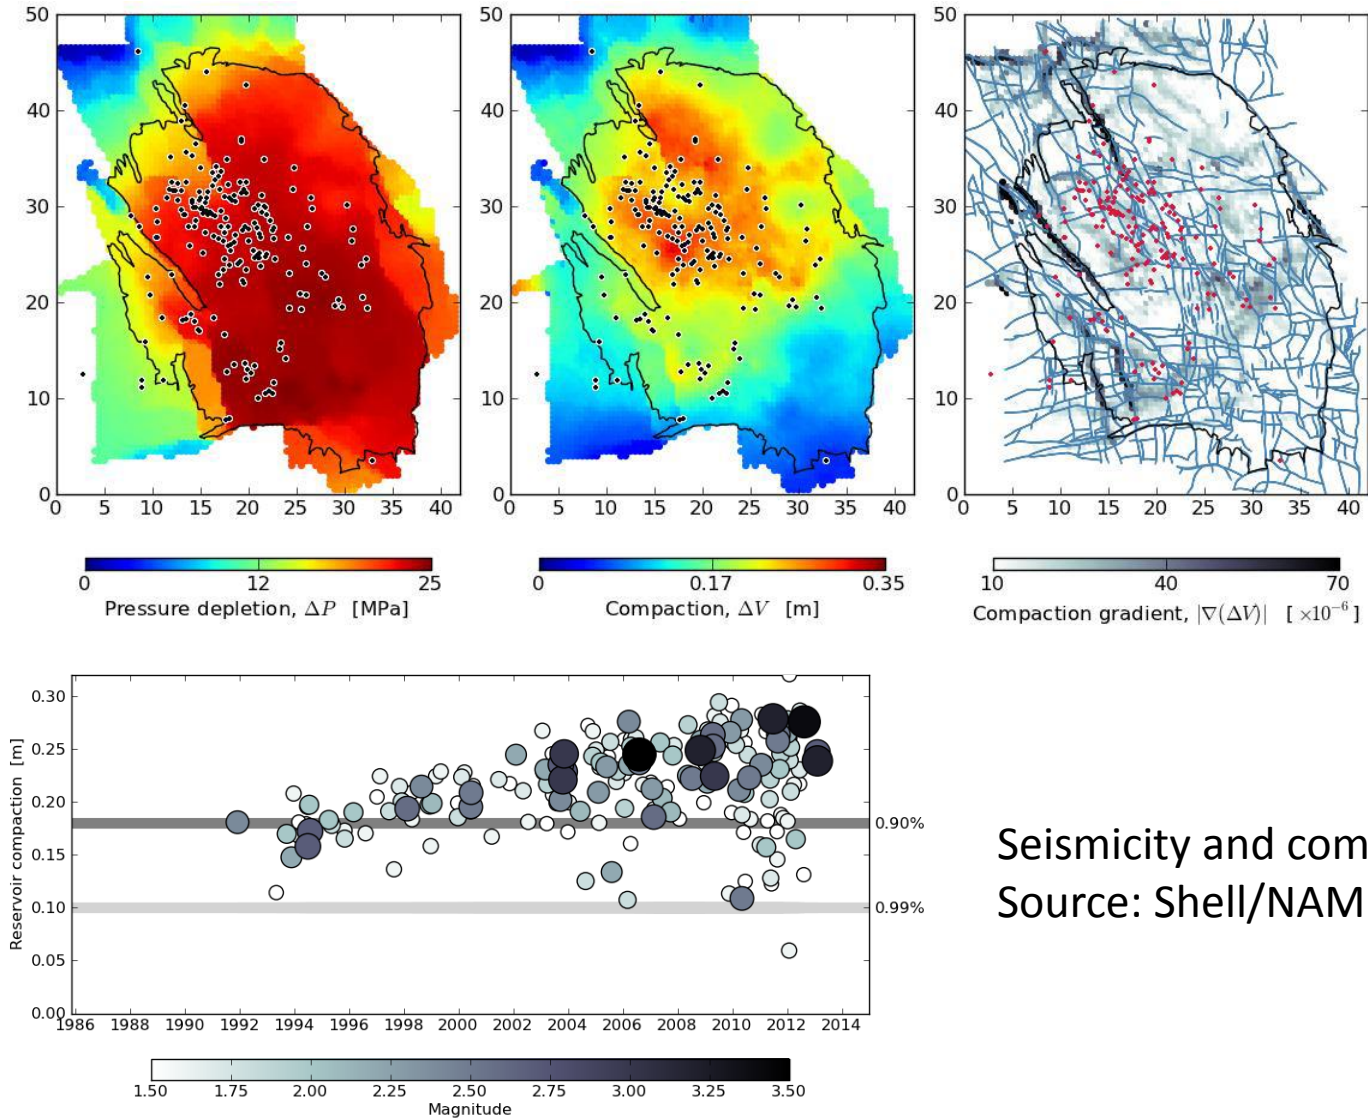 50
40
30
20
10
0
0 5 10 15 20 25 30 35 40
50
40
30
20
10
0
0 5 10 15 20 25 30 35 40
50
40
30
20
10
0
0 5 10 15 20 25 30 35 40
0 12 25
Pressure depletion, ΔP [MPa]
0 0.17 0.35
Compaction, ΔV [m]
10 40 70
Compaction gradient, |∇(ΔV)| [ ×10⁻⁶ ]
Reservoir compaction [m]
0.30
0.25
0.20
0.15
0.10
0.05
0.00
0.90%
0.99%
1986 1988 1990 1992 1994 1996 1998 2000 2002 2004 2006 2008 2010 2012 2014
1.50 1.75 2.00 2.25 2.50 2.75 3.00 3.25 3.50
Magnitude
Seismicity and com
Source: Shell/NAM